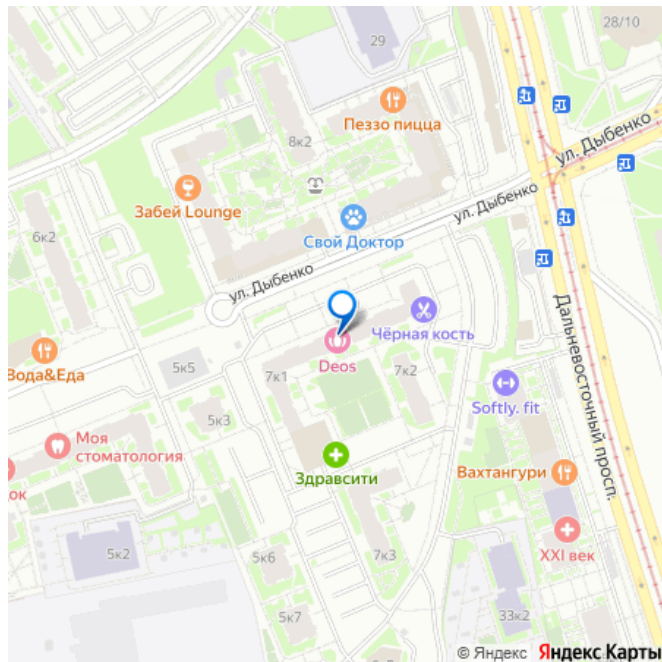 29
28/10
Пеззо пицца
8к2
ул. Дыбенко
Забей Lounge
ул. Дыбенко
6к2
Свой Доктор
ул. Дыбенко
Дальневосточный просп.
Чёрная кость
Вода&Еда
5к5
7к1
Deos
7к2
Softly. fit
5к3
Моя
стоматология
ок
Здравсити
Вахтангури
5к2
5к6
7к3
XXI век
5к7
33к2
© Яндекс Яндекс Карты